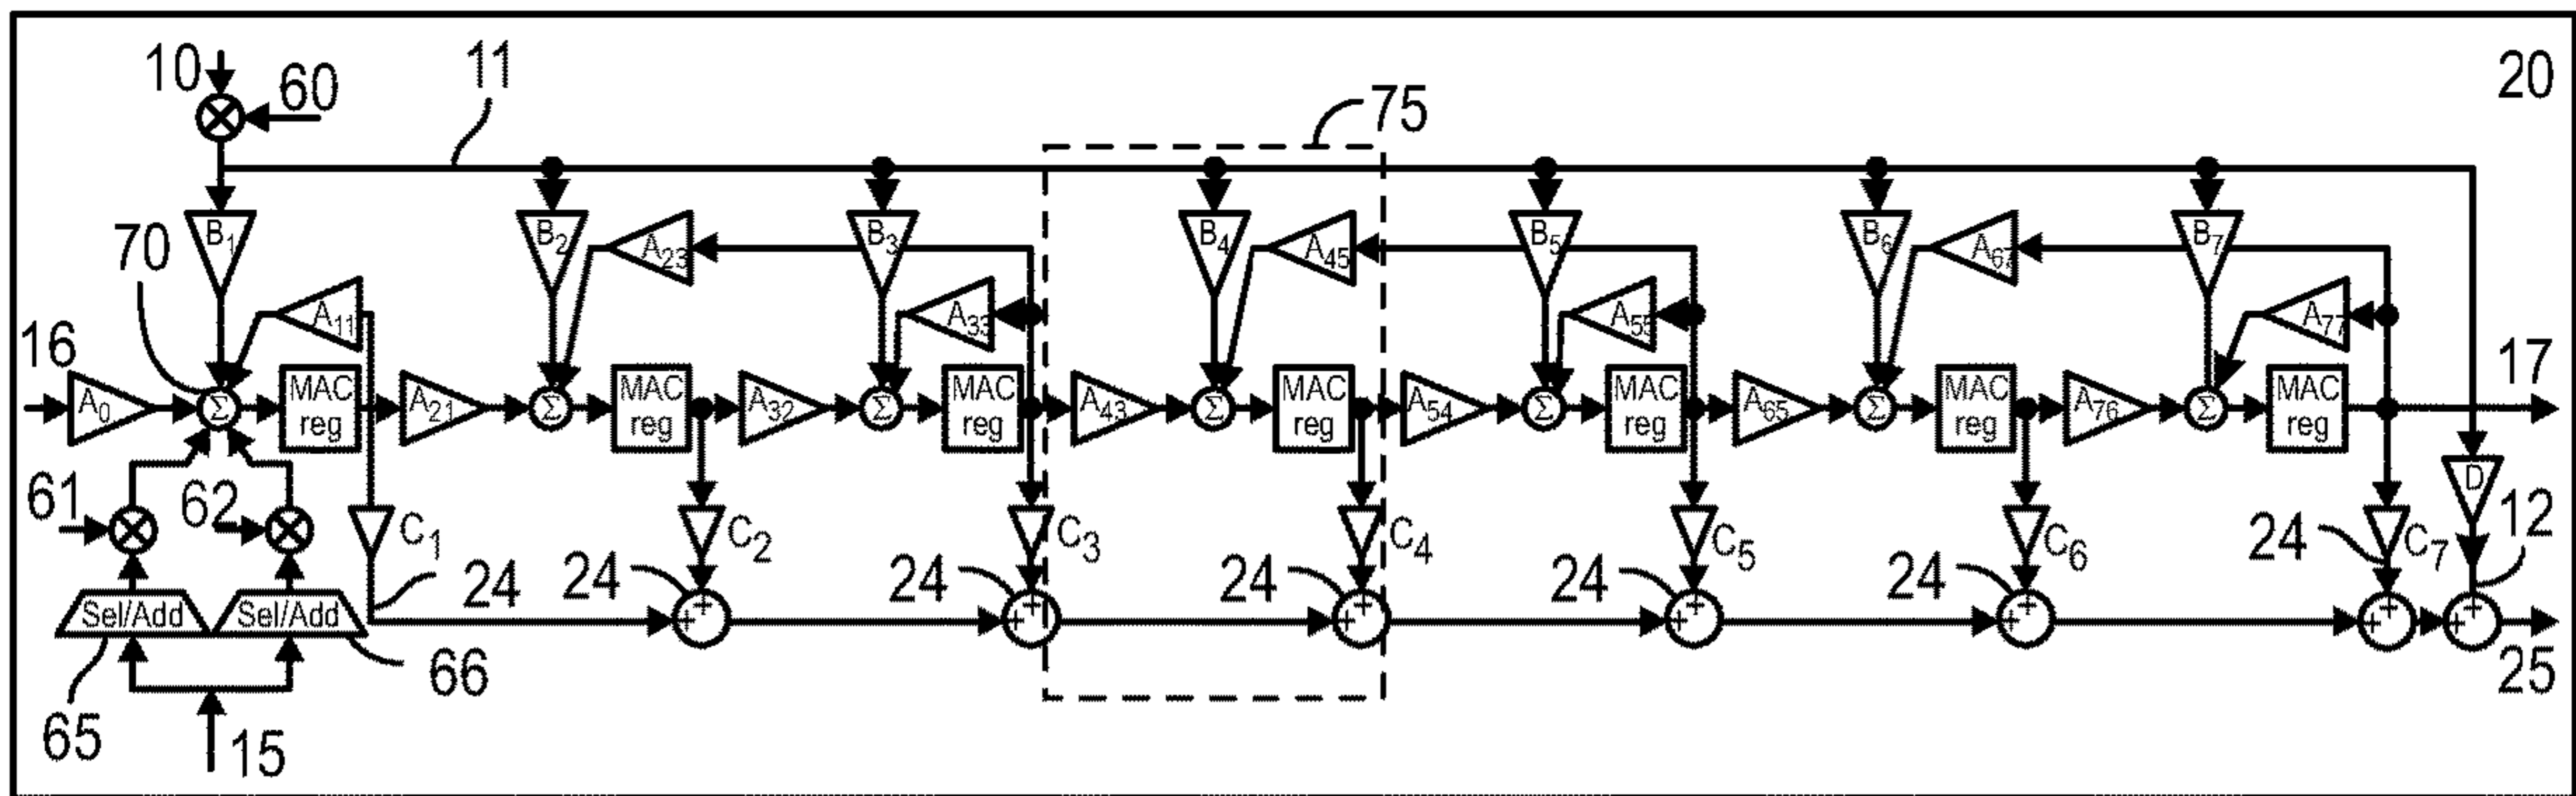 10 60 11 75 20
B1 B2 A23 B3 B4 A45 B5 B6 A67 B7
70 A11 A33 A55 A77
16 17
A0 Σ MAC reg A21 Σ MAC reg A32 Σ MAC reg A43 Σ MAC reg A54 Σ MAC reg A65 Σ MAC reg A76 Σ MAC reg
D
61 62 C1 C2 C3 C4 C5 C6 24 C7 12
24 24 24 24 24 24
Sel/Add Sel/Add + + + + + + + + + + + + + +
65 66 15 25